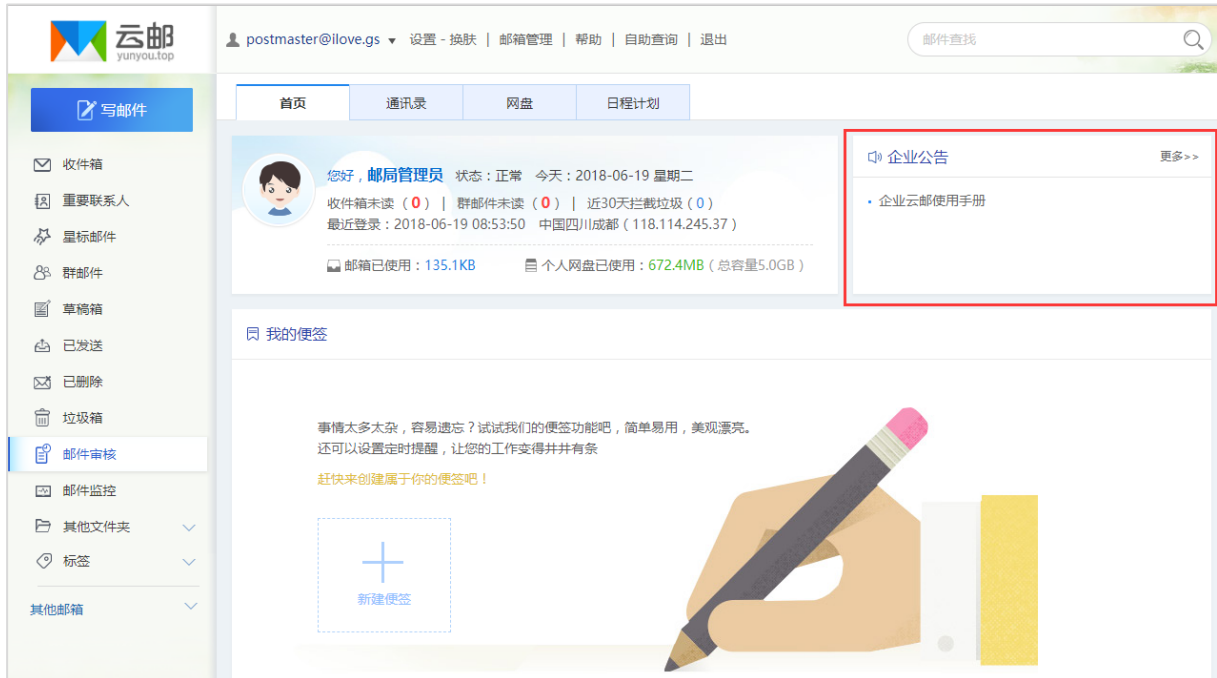 云邮
yunyou.top
postmaster@ilove.gs ▼ 设置 - 换肤 | 邮箱管理 | 帮助 | 自助查询 | 退出
邮件查找
写邮件
收件箱
重要联系人
星标邮件
群邮件
草稿箱
已发送
已删除
垃圾箱
邮件审核
邮件监控
其他文件夹
标签
其他邮箱
首页 通讯录 网盘 日程计划
您好，邮局管理员 状态：正常 今天：2018-06-19 星期二
收件箱未读（0） | 群邮件未读（0） | 近30天拦截垃圾（0）
最近登录：2018-06-19 08:53:50 中国四川成都（118.114.245.37）
邮箱已使用：135.1KB 个人网盘已使用：672.4MB（总容量5.0GB）
企业公告 更多>>
企业云邮使用手册
我的便签
事情太多太杂，容易遗忘？试试我们的便签功能吧，简单易用，美观漂亮。
还可以设置定时提醒，让您的工作变得井井有条
赶快来创建属于你的便签吧！
新建便签